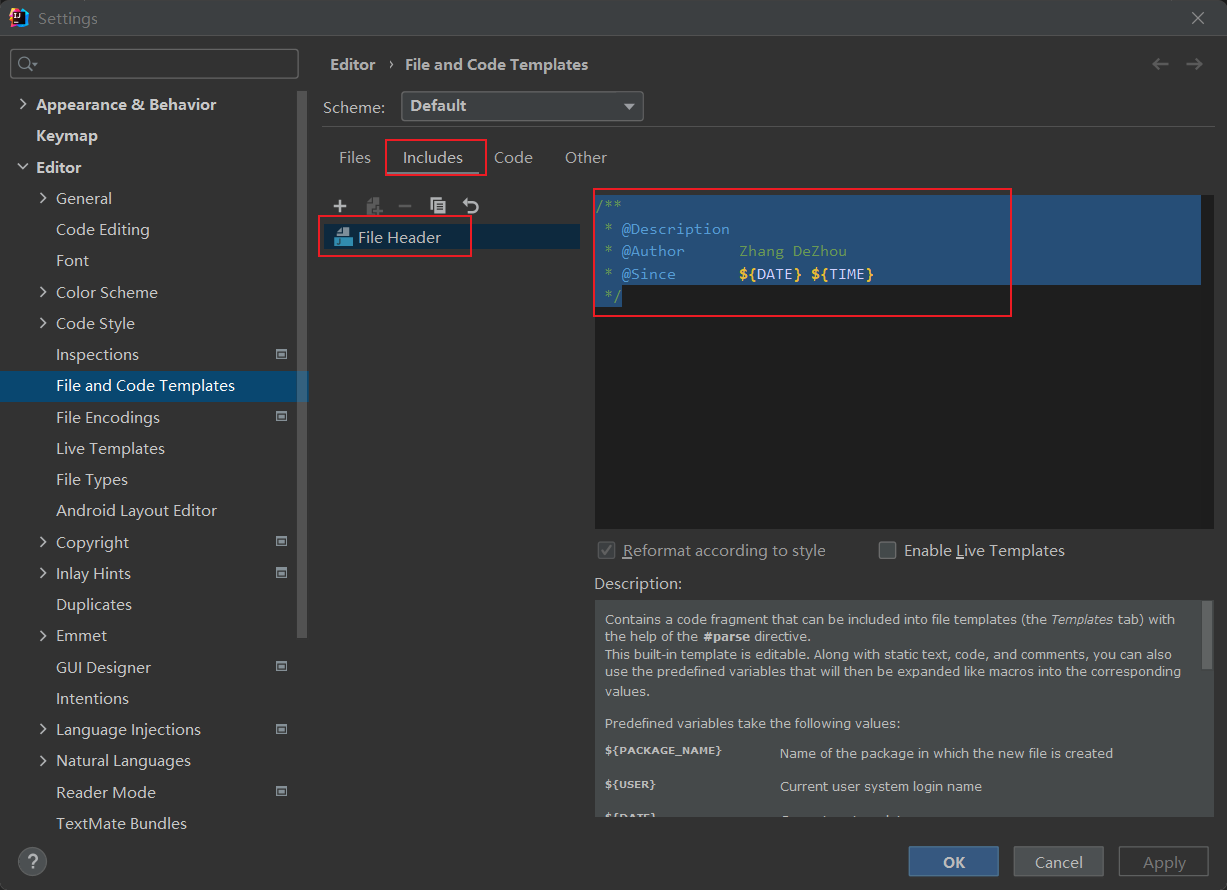 Settings
Appearance & Behavior
Keymap
Editor
General
Code Editing
Font
Color Scheme
Code Style
Inspections
File and Code Templates
File Encodings
Live Templates
File Types
Android Layout Editor
Copyright
Inlay Hints
Duplicates
Emmet
GUI Designer
Intentions
Language Injections
Natural Languages
Reader Mode
TextMate Bundles
?
Editor › File and Code Templates
Scheme: Default
Files Includes Code Other
File Header
/**
* @Description
* @Author Zhang DeZhou
* @Since ${DATE} ${TIME}
*/
Reformat according to style Enable Live Templates
Description:
Contains a code fragment that can be included into file templates (the Templates tab) with
the help of the #parse directive.
This built-in template is editable. Along with static text, code, and comments, you can also
use the predefined variables that will then be expanded like macros into the corresponding
values.
Predefined variables take the following values:
${PACKAGE_NAME} Name of the package in which the new file is created
${USER} Current user system login name
${DATE}
OK Cancel Apply